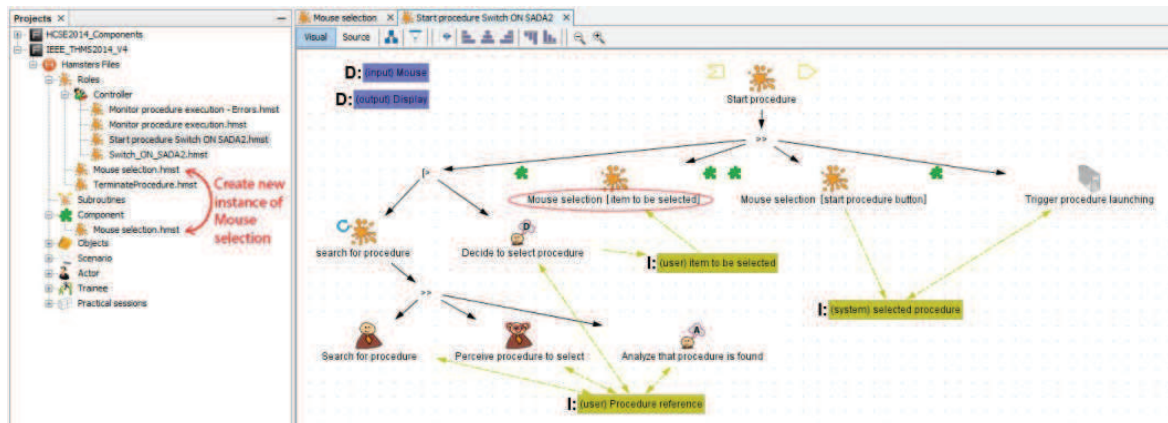 Projects
HCSE2014_Components
IEEE_THMS2014_V4
Hamsters Files
Roles
Controller
Monitor procedure execution - Errors.hmst
Monitor procedure execution.hmst
Start procedure Switch ON SADA2.hmst
Switch_ON_SADA2.hmst
Mouse selection.hmst
TerminateProcedure.hmst
Subroutines
Component
Mouse selection.hmst
Objects
Scenario
Actor
Trainee
Practical sessions
Create new
instance of
Mouse
selection
Mouse selection
Start procedure Switch ON SADA2
Visual Source
D: (input) Mouse
D: (output) Display
Start procedure
>>
[>
Mouse selection [item to be selected]
Mouse selection [start procedure button]
Trigger procedure launching
search for procedure
D
Decide to select procedure
I: (user) item to be selected
>>
I: (system) selected procedure
A
Search for procedure
Perceive procedure to select
Analyze that procedure is found
I: (user) Procedure reference